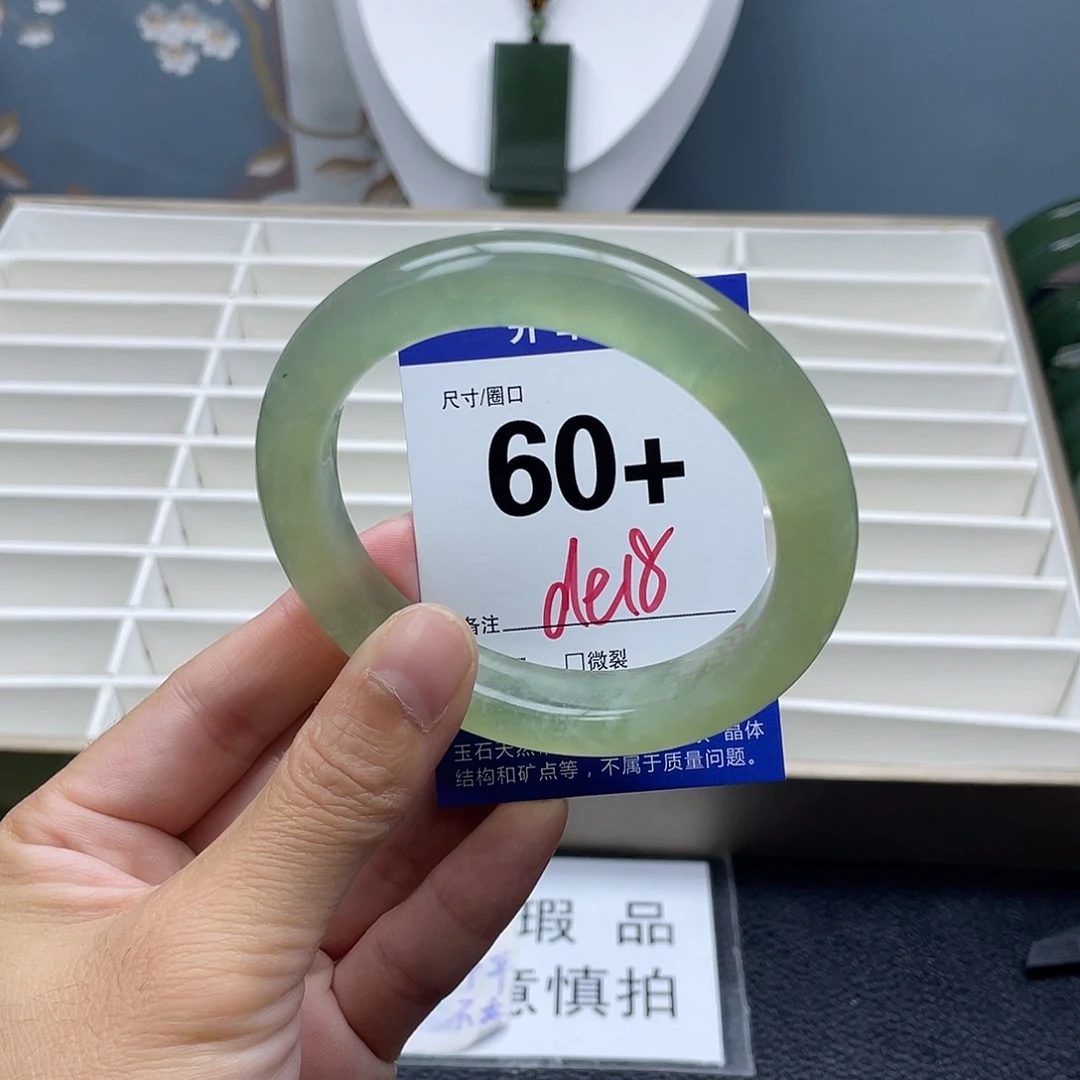 尺寸/圈口
60+
de18
备注
□微裂
玉石天然
晶体
结构和矿点等，不属于质量问题。
瑕 品
意慎拍